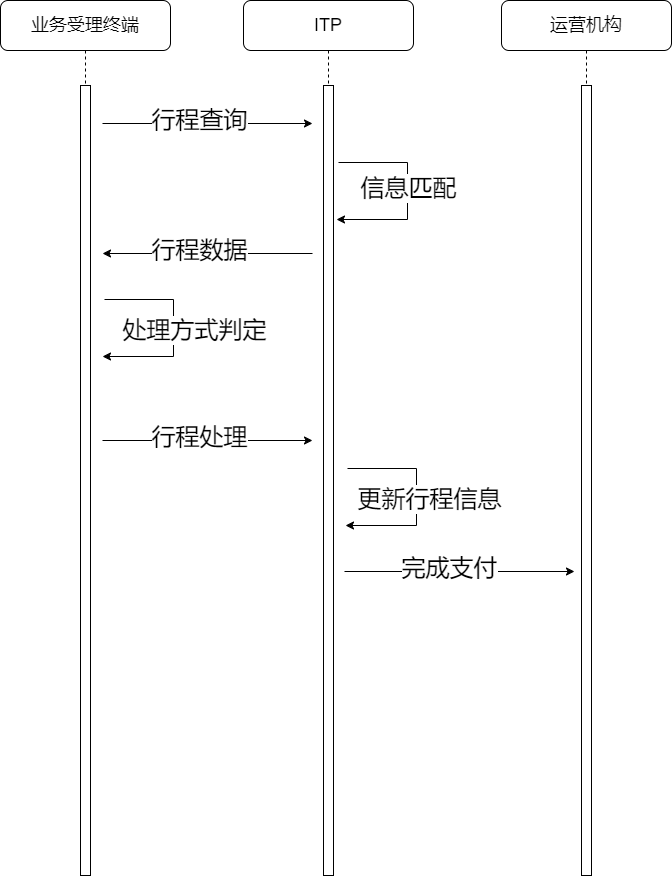 业务受理终端
ITP
运营机构
行程查询
信息匹配
行程数据
处理方式判定
行程处理
更新行程信息
完成支付